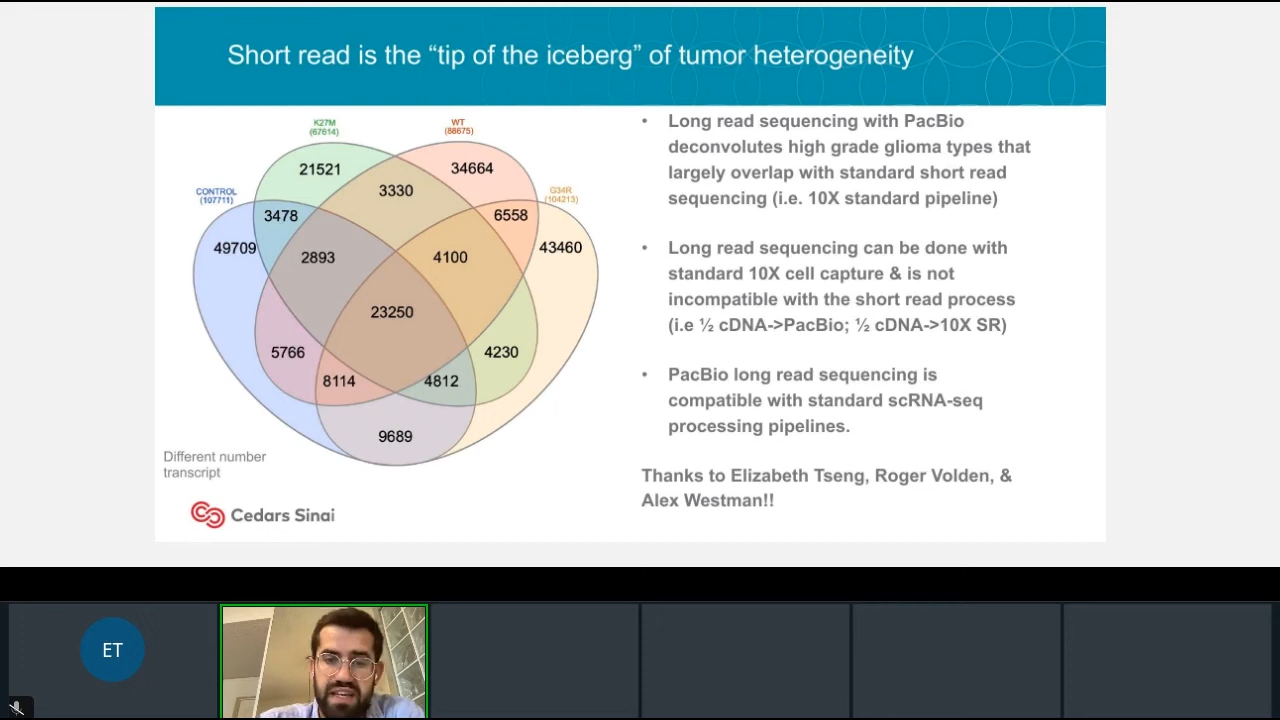 Short read is the “tip of the iceberg” of tumor heterogeneity
K27M
(67614)
WT
(88675)
CONTROL
(107711)
G34R
(104213)
21521
34664
3330
3478
6558
49709
43460
2893
4100
23250
5766
4230
8114
4812
9689
Different number
transcript
Cedars Sinai
• Long read sequencing with PacBio
deconvolutes high grade glioma types that
largely overlap with standard short read
sequencing (i.e. 10X standard pipeline)
• Long read sequencing can be done with
standard 10X cell capture & is not
incompatible with the short read process
(i.e ½ cDNA->PacBio; ½ cDNA->10X SR)
• PacBio long read sequencing is
compatible with standard scRNA-seq
processing pipelines.
Thanks to Elizabeth Tseng, Roger Volden, &
Alex Westman!!
ET